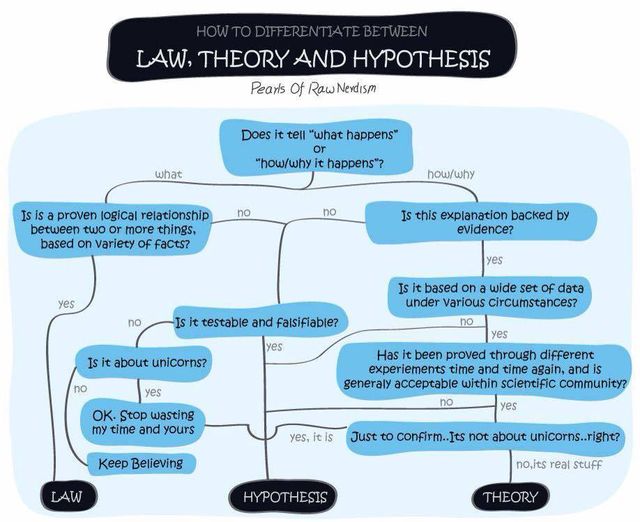 HOW TO DIFFERENTIATE BETWEEN
LAW, THEORY AND HYPOTHESIS
Pearls Of Raw Nerdism
Does it tell "what happens"
or
"how/why it happens"?
what
how/why
Is is a proven logical relationship
between two or more things,
based on variety of facts?
no
no
Is this explanation backed by
evidence?
yes
Is it based on a wide set of data
under various circumstances?
yes
no
Is it testable and falsifiable?
no
yes
yes
Is it about unicorns?
Has it been proved through different
experiements time and time again, and is
generaly acceptable within scientific community?
no
yes
no
yes
OK. Stop wasting
my time and yours
yes, it is
Just to confirm..Its not about unicorns..right?
Keep Believing
no,its real stuff
LAW
HYPOTHESIS
THEORY